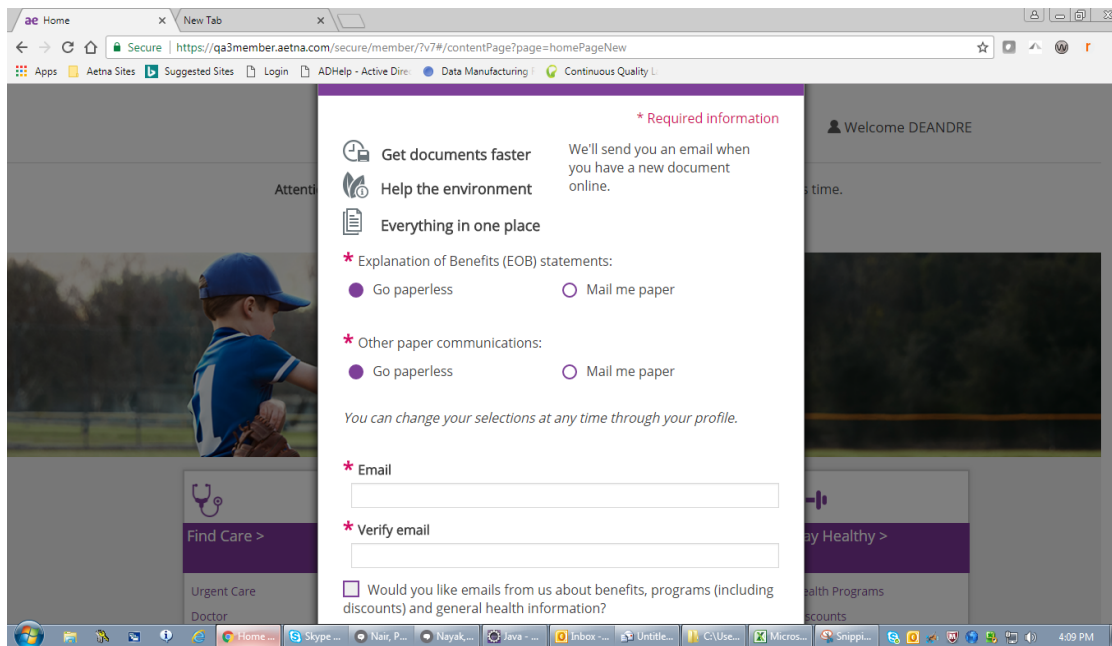 ae Home
New Tab
Secure | https://qa3member.aetna.com/secure/member/?v7#/contentPage?page=homePageNew
Apps Aetna Sites Suggested Sites Login ADHelp - Active Dire Data Manufacturing Continuous Quality
* Required information
Welcome DEANDRE
Get documents faster
We'll send you an email when
you have a new document
online.
Help the environment
Attenti
s time.
Everything in one place
* Explanation of Benefits (EOB) statements:
Go paperless Mail me paper
* Other paper communications:
Go paperless Mail me paper
You can change your selections at any time through your profile.
* Email
Find Care >
* Verify email
ay Healthy >
Urgent Care
Would you like emails from us about benefits, programs (including
discounts) and general health information?
ealth Programs
Doctor
scounts
Home ... Skype ... Nair, P... Nayak,... Java - ... Inbox -... Untitle... C:\Use... Micros... Snippi... 4:09 PM